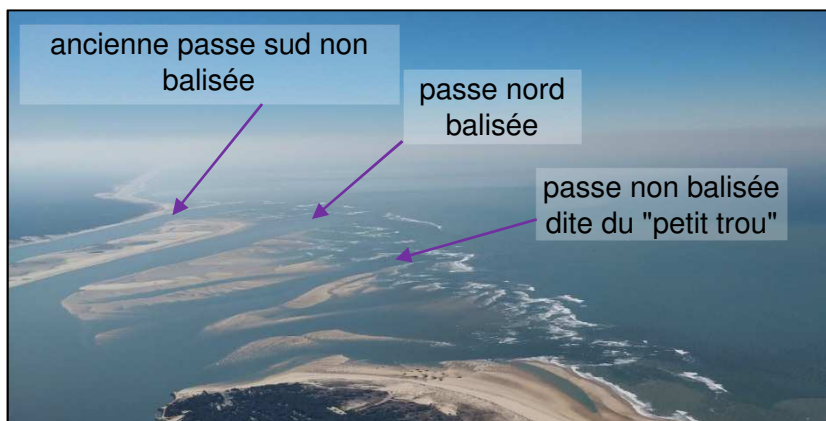 ancienne passe sud non
balisée
passe nord
balisée
passe non balisée
dite du "petit trou"